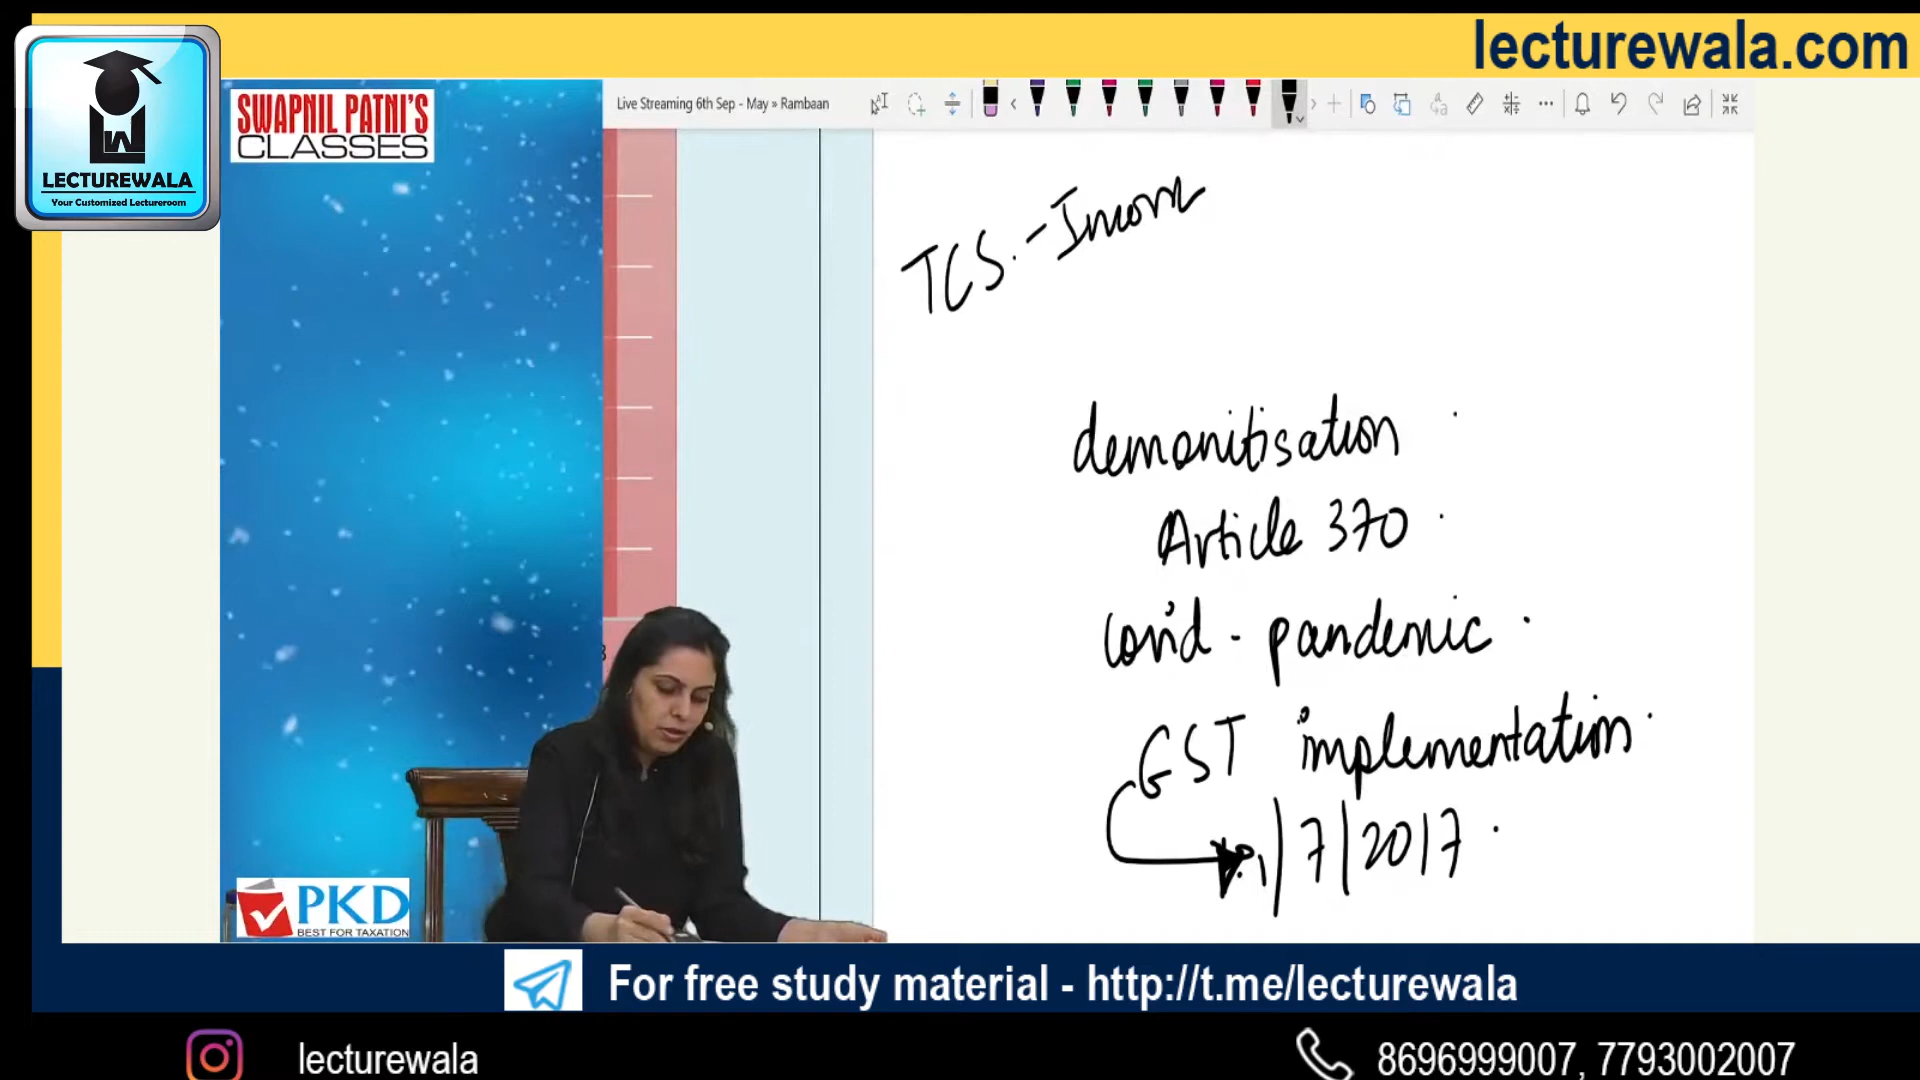 lecturewala.com
LW
LECTUREWALA
Your Customized Lectureroom
SWAPNIL PATNI'S
CLASSES
Live Streaming 6th Sep - May » Rambaan
TCS. - Income
demonitisation
Article 370
Covid - pandemic
GST implementation
1/7/2017
3
PKD
BEST FOR TAXATION
For free study material - http://t.me/lecturewala
lecturewala
8696999007, 7793002007